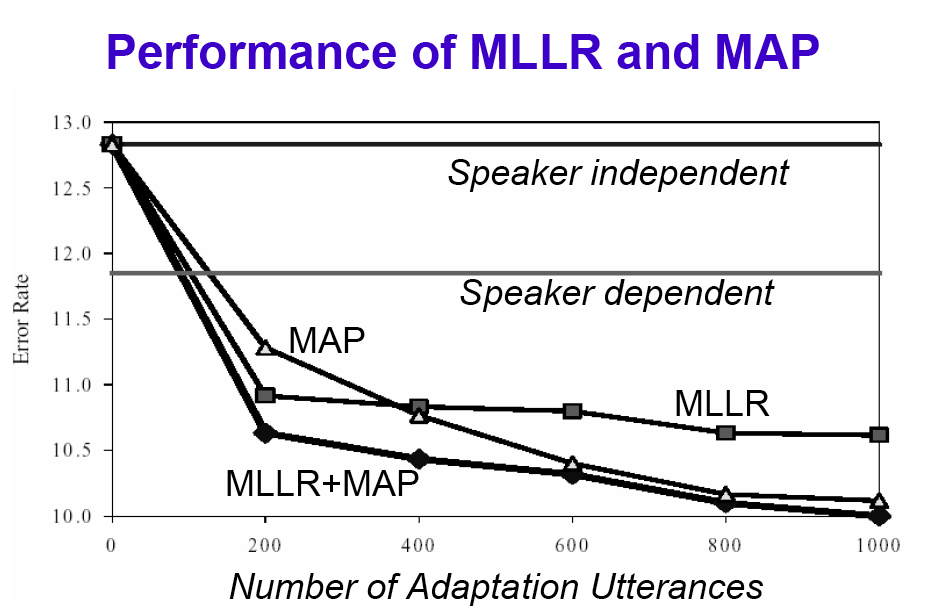 Performance of MLLR and MAP
13.0
Speaker independent
12.5
12.0
Speaker dependent
11.5
MAP
11.0
MLLR
10.5
MLLR+MAP
10.0
Error Rate
0 200 400 600 800 1000
Number of Adaptation Utterances